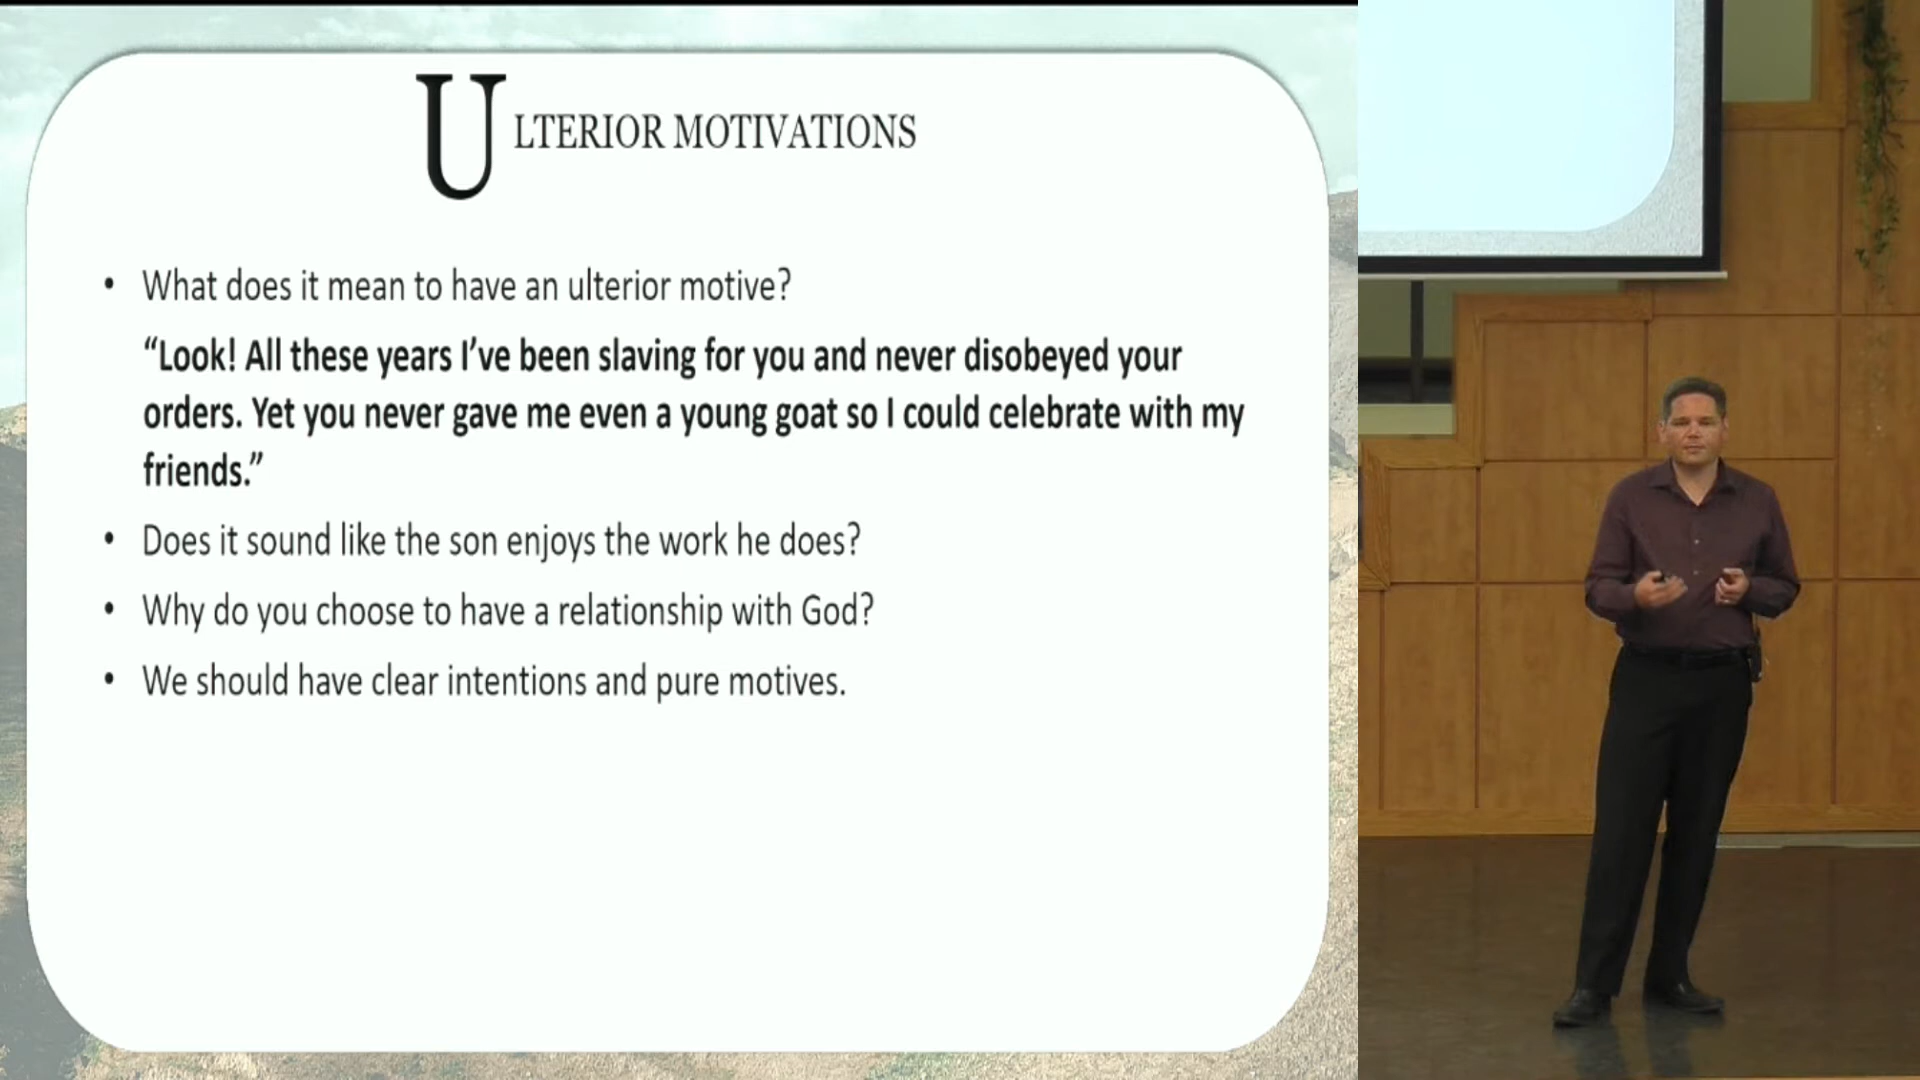 ULTERIOR MOTIVATIONS
• What does it mean to have an ulterior motive?
“Look! All these years I’ve been slaving for you and never disobeyed your
orders. Yet you never gave me even a young goat so I could celebrate with my
friends.”
• Does it sound like the son enjoys the work he does?
• Why do you choose to have a relationship with God?
• We should have clear intentions and pure motives.